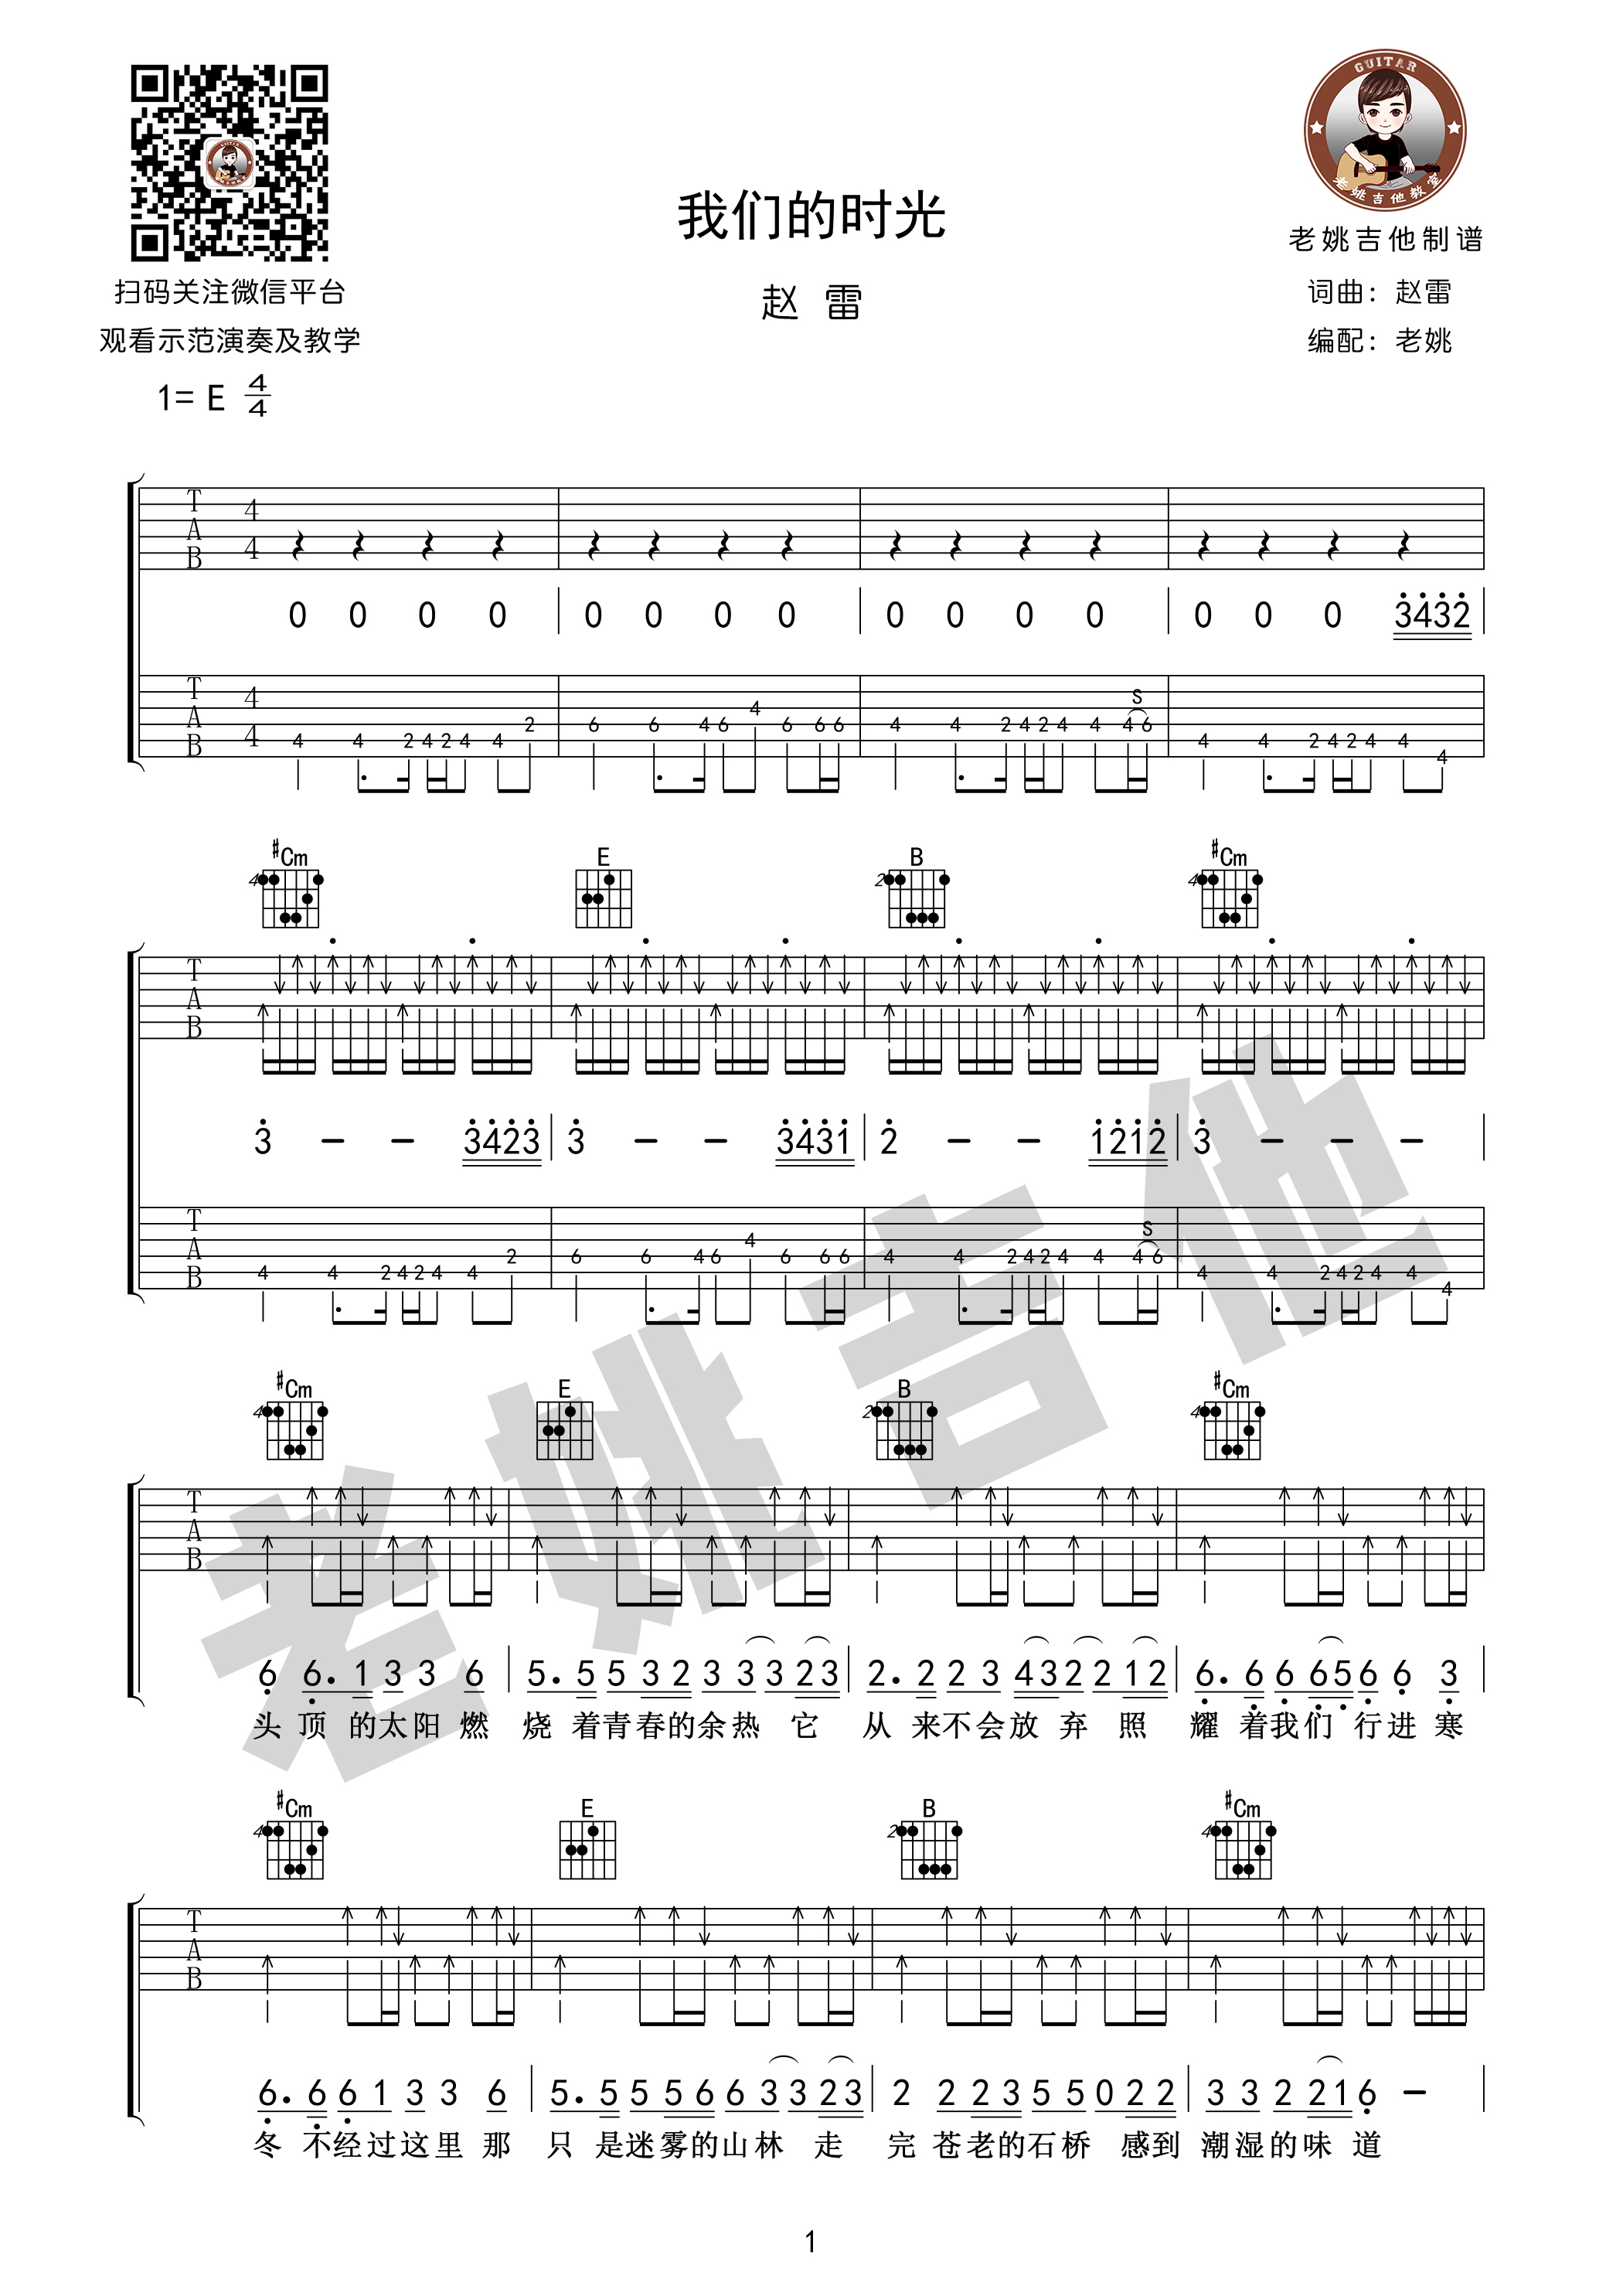 GUITAR
老姚吉他教室
我们的时光
赵 雷
扫码关注微信平台
观看示范演奏及教学
老姚吉他制谱
词曲：赵雷
编配：老姚
1= E 4/4
T A B 4 4
0 0 0 0 | 0 0 0 0 | 0 0 0 0 | 0 0 0 3432
S
T A B 4 4
4 4 2 4 2 4 4 2 | 6 6 4 6 4 6 6 6 | 4 4 2 4 2 4 4 4 6 | 4 4 2 4 2 4 4 4
#Cm E B #Cm
4 2 4
T A B
3 – – 3423 | 3 – – 3431 | 2 – – 1212 | 3 – – –
S
T A B
4 4 2 4 2 4 4 2 | 6 6 4 6 4 6 6 6 | 4 4 2 4 2 4 4 4 6 | 4 4 2 4 2 4 4 4
#Cm E B #Cm
4 2 4
T A B
6 6. 1 3 3 6 | 5. 5 5 3 2 3 3 3 2 3 | 2. 2 2 3 4 3 2 2 1 2 | 6. 6 6 6 5 6 6 3
头 顶 的太阳 燃 烧 着青春的余热 它 从 来不会放 弃 照 耀 着我们 行进 寒
#Cm E B #Cm
4 2 4
T A B
6. 6 6 1 3 3 6 | 5. 5 5 5 6 6 3 3 2 3 | 2 2 2 3 5 5 0 2 2 | 3 3 2 2 1 6 –
冬 不经过这里 那 只 是迷雾的山林 走 完 苍老的石桥 感到 潮湿的味 道
老姚吉他
1